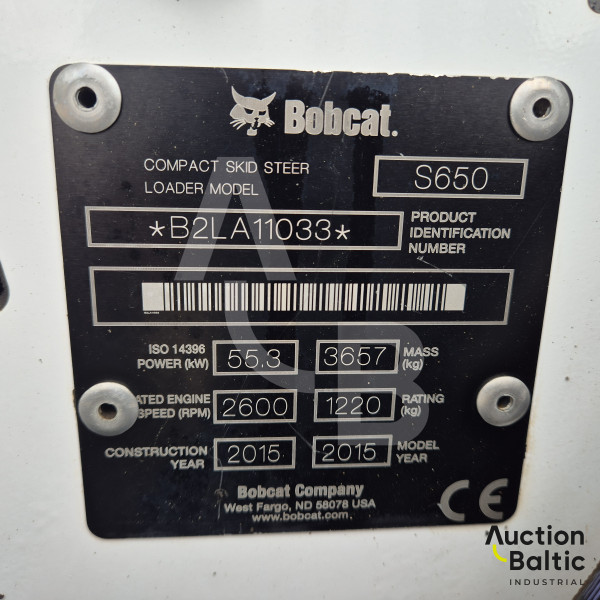 Bobcat.
COMPACT SKID STEER
LOADER MODEL
S650
*B2LA11033*
PRODUCT
IDENTIFICATION
NUMBER
ISO 14396
POWER (kW)
55.3
3657
MASS
(kg)
ATED ENGINE
SPEED (RPM)
2600
1220
RATING
(kg)
CONSTRUCTION
YEAR
2015
2015
MODEL
YEAR
Bobcat Company
West Fargo, ND 58078 USA
www.bobcat.com
CE
Auction
Baltic
INDUSTRIAL